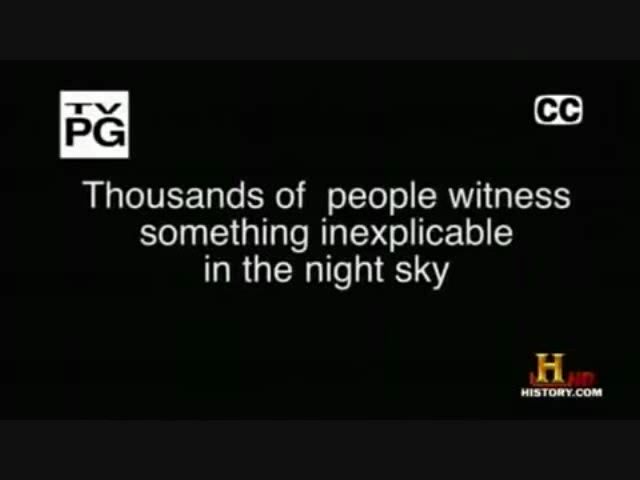 TV
PG
CC
Thousands of  people witness
something inexplicable
in the night sky
H HD
HISTORY.COM